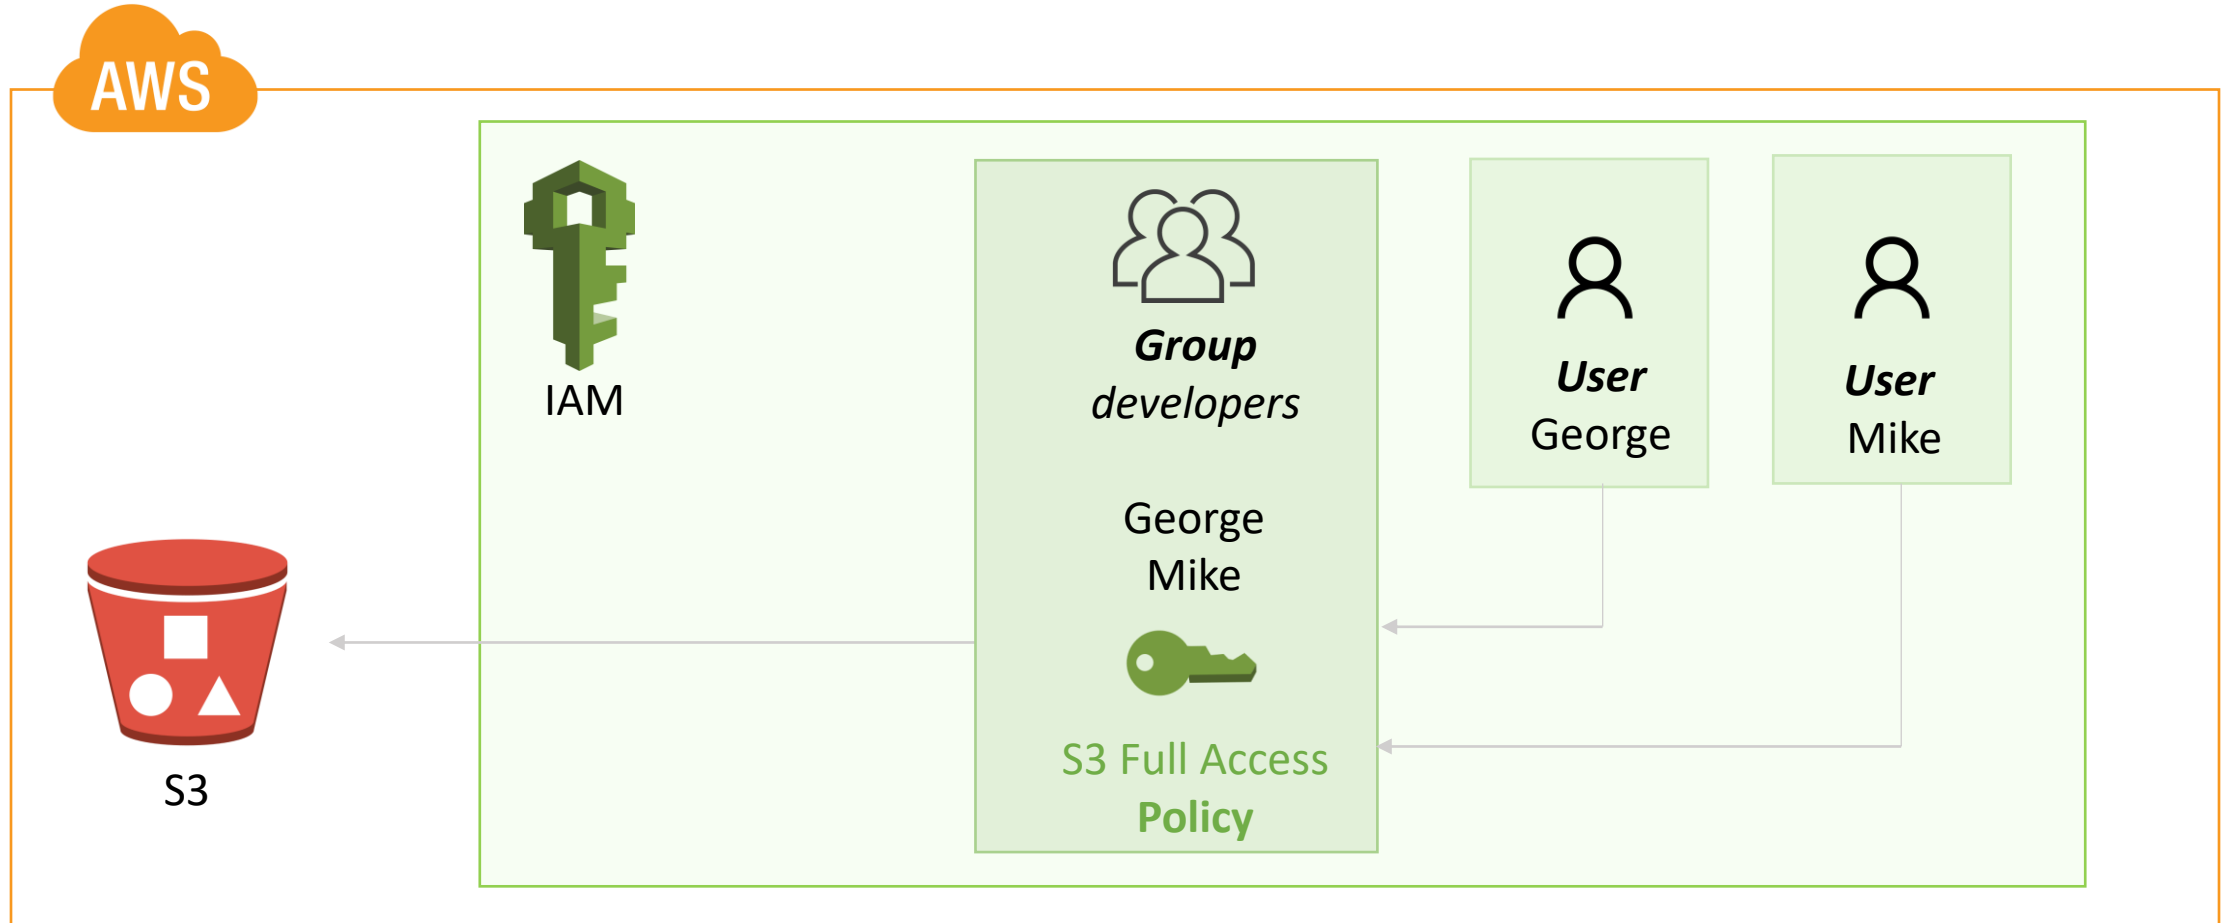 AWS
IAM
Group
developers
George
Mike
S3 Full Access
Policy
User
George
User
Mike
S3